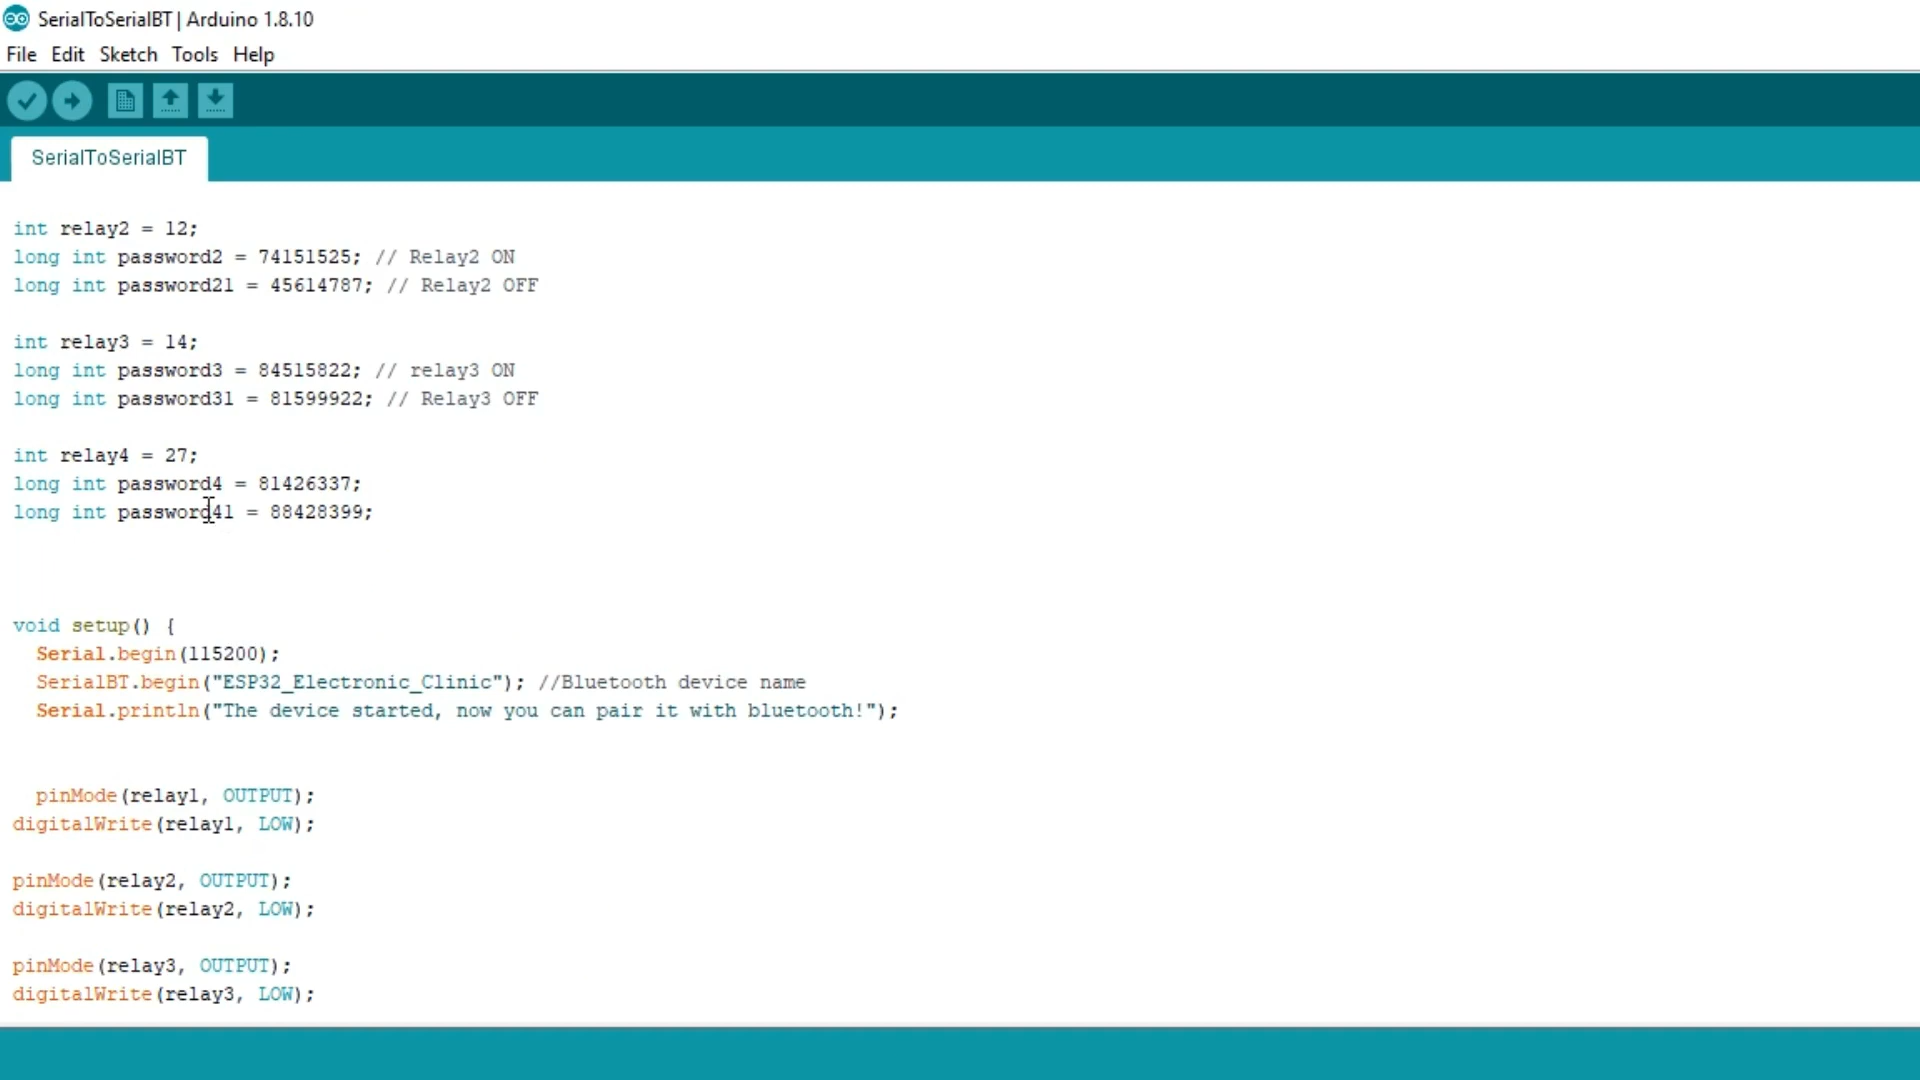 SerialToSerialBT | Arduino 1.8.10
File Edit Sketch Tools Help
SerialToSerialBT
int relay2 = 12;
long int password2 = 74151525; // Relay2 ON
long int password21 = 45614787; // Relay2 OFF
int relay3 = 14;
long int password3 = 84515822; // relay3 ON
long int password31 = 81599922; // Relay3 OFF
int relay4 = 27;
long int password4 = 81426337;
long int password41 = 88428399;
void setup() {
Serial.begin(115200);
SerialBT.begin("ESP32_Electronic_Clinic"); //Bluetooth device name
Serial.println("The device started, now you can pair it with bluetooth!");
pinMode(relay1, OUTPUT);
digitalWrite(relay1, LOW);
pinMode(relay2, OUTPUT);
digitalWrite(relay2, LOW);
pinMode(relay3, OUTPUT);
digitalWrite(relay3, LOW);